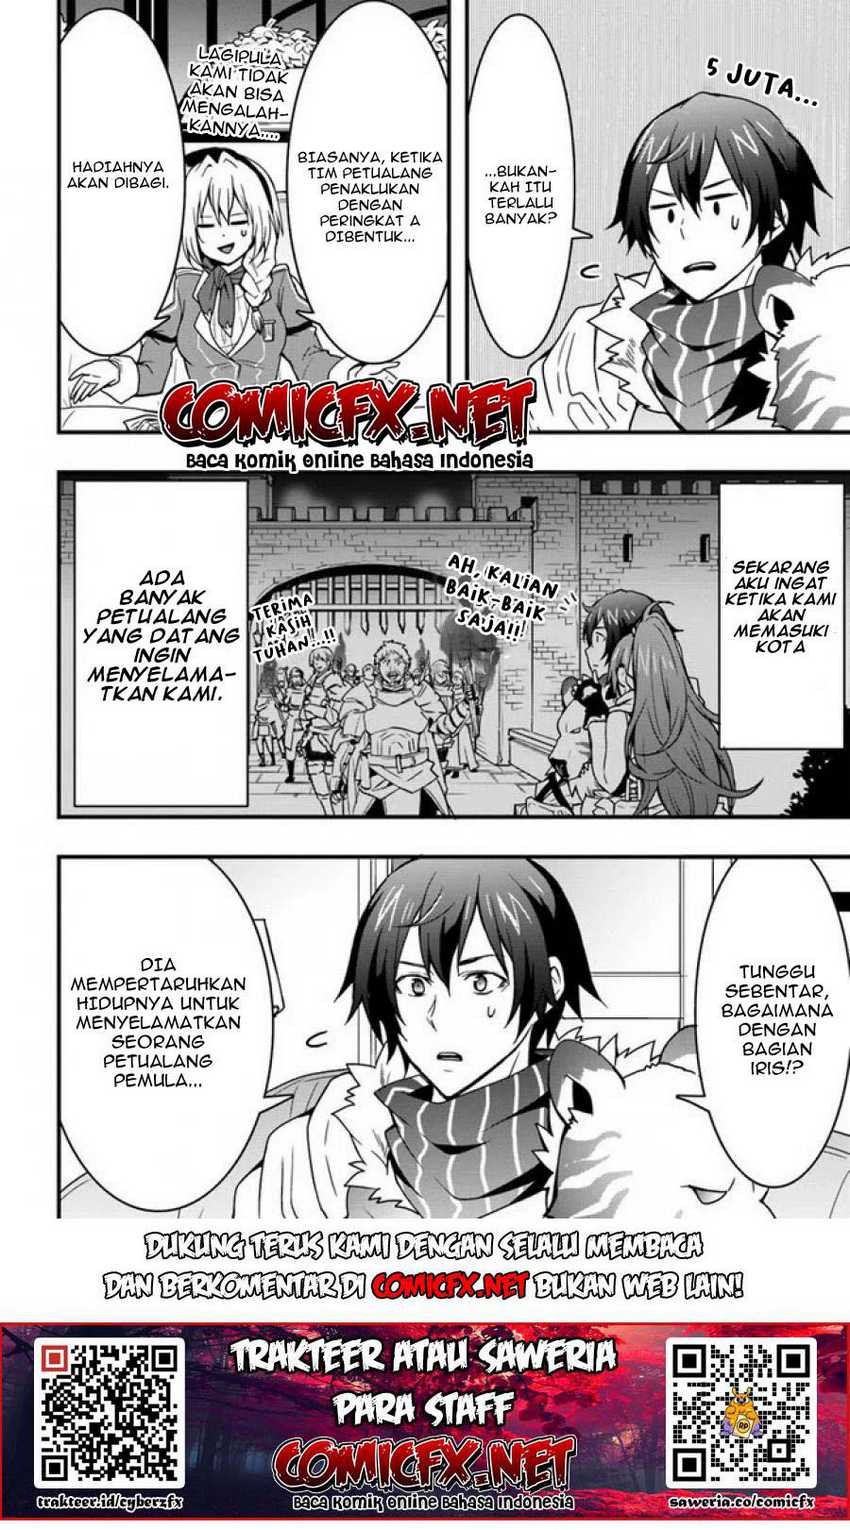 5 JUTA...
...BUKAN-
KAH ITU
TERLALU
BANYAK?
BIASANYA, KETIKA
TIM PETUALANG
PENAKLUKAN
DENGAN
PERINGKAT A
DIBENTUK...
LAGIPULA
KAMI TIDAK
AKAN BISA
MENGALAH-
KANNYA....
HADIAHNYA
AKAN DIBAGI.
COMICFX.NET
BACA KOMIK ONLINE BAHASA INDONESIA
SEKARANG
AKU INGAT
KETIKA KAMI
AKAN
MEMASUKI
KOTA
AH, KALIAN
BAIK-BAIK
SAJA!!
TERIMA
KASIH
TUHAN...!!
ADA
BANYAK
PETUALANG
YANG DATANG
INGIN
MENYELAMA-
TKAN KAMI.
TUNGGU
SEBENTAR,
BAGAIMANA
DENGAN
BAGIAN
IRIS!?
DIA
MEMPERTARUHKAN
HIDUPNYA UNTUK
MENYELAMATKAN
SEORANG
PETUALANG
PEMULA...
DUKUNG TERUS KAMI DENGAN SELALU MEMBACA
DAN BERKOMENTAR DI COMICFX.NET BUKAN WEB LAIN!
TRAKTEER ATAU SAWERIA
PARA STAFF
COMICFX.NET
BACA KOMIK ONLINE BAHASA INDONESIA
trakteer.id/cyberzfx
RP
saweria.co/comicfx